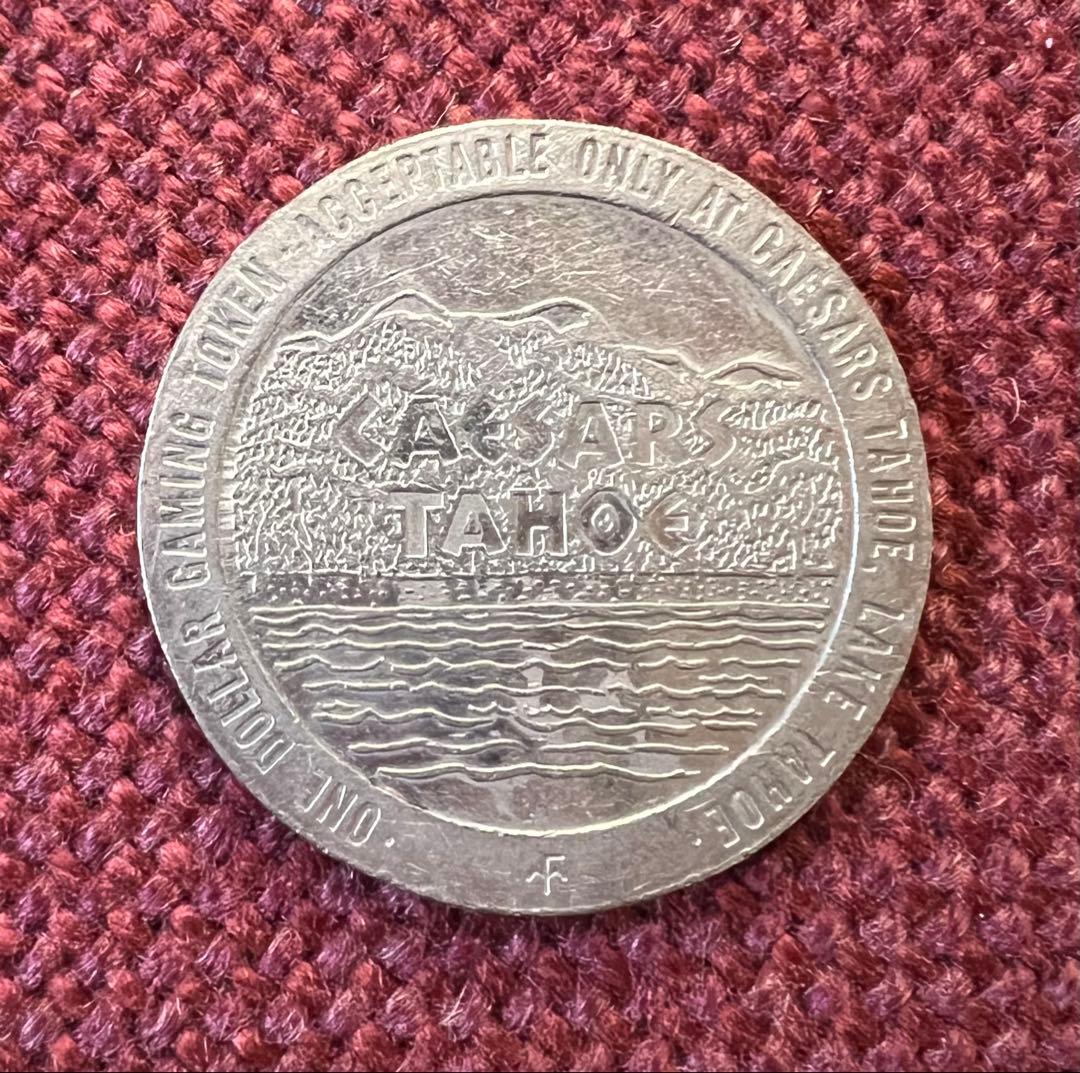 · ONE DOLLAR GAMING TOKEN - ACCEPTABLE ONLY AT CAESARS TAHOE LAKE TAHOE ·
CAESARS
TAHOE
F